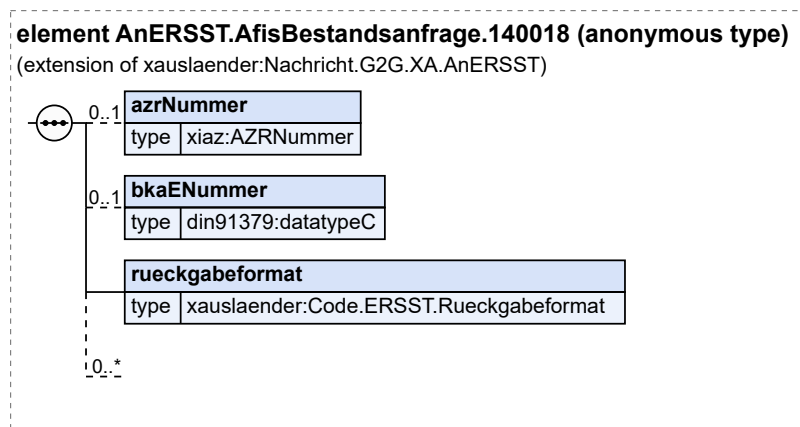 element AnERSST.AfisBestandsanfrage.140018 (anonymous type)
(extension of xauslaender:Nachricht.G2G.XA.AnERSST)
0..1
azrNummer
type xiaz:AZRNummer
0..1
bkaENummer
type din91379:datatypeC
rueckgabeformat
type xauslaender:Code.ERSST.Rueckgabeformat
0..*